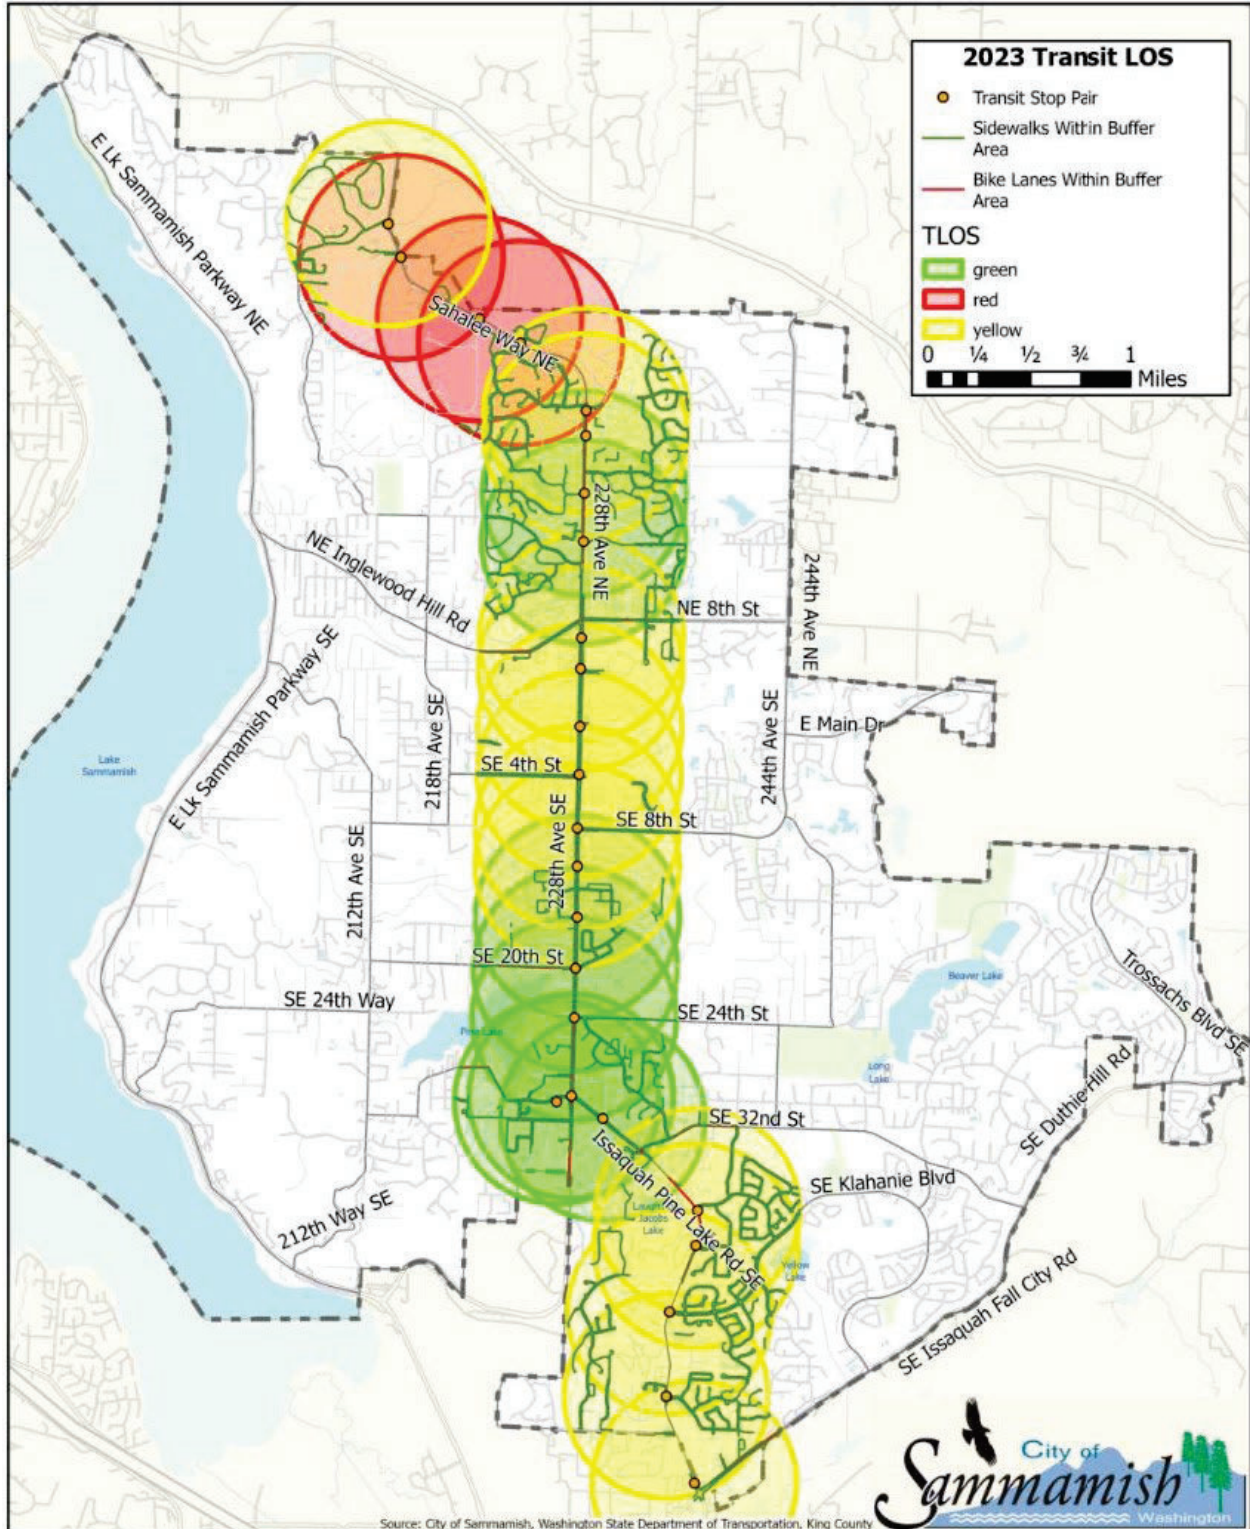 2023 Transit LOS
Transit Stop Pair
Sidewalks Within Buffer
Area
Bike Lanes Within Buffer
Area
TLOS
green
red
yellow
0 ¼ ½ ¾ 1
Miles
E Lk Sammamish Parkway NE
Sahalee Way NE
228th Ave NE
NE Inglewood Hill Rd
NE 8th St
244th Ave NE
E Lk Sammamish Parkway SE
218th Ave SE
244th Ave SE
E Main Dr
Lake
Sammamish
SE 4th St
SE 8th St
228th Ave SE
212th Ave SE
SE 20th St
Beaver Lake
Trossachs Blvd SE
SE 24th Way
SE 24th St
Pine Lake
Long
Lake
SE Duthie Hill Rd
SE 32nd St
Issaquah Pine Lake Rd SE
SE Klahanie Blvd
212th Way SE
Laughing
Jacobs
Lake
Yellow
Lake
SE Issaquah Fall City Rd
City of
Sammamish
Washington
Source: City of Sammamish, Washington State Department of Transportation, King County